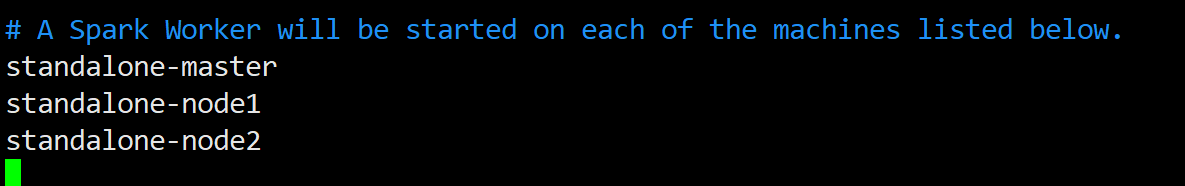 # A Spark Worker will be started on each of the machines listed below.
standalone-master
standalone-node1
standalone-node2